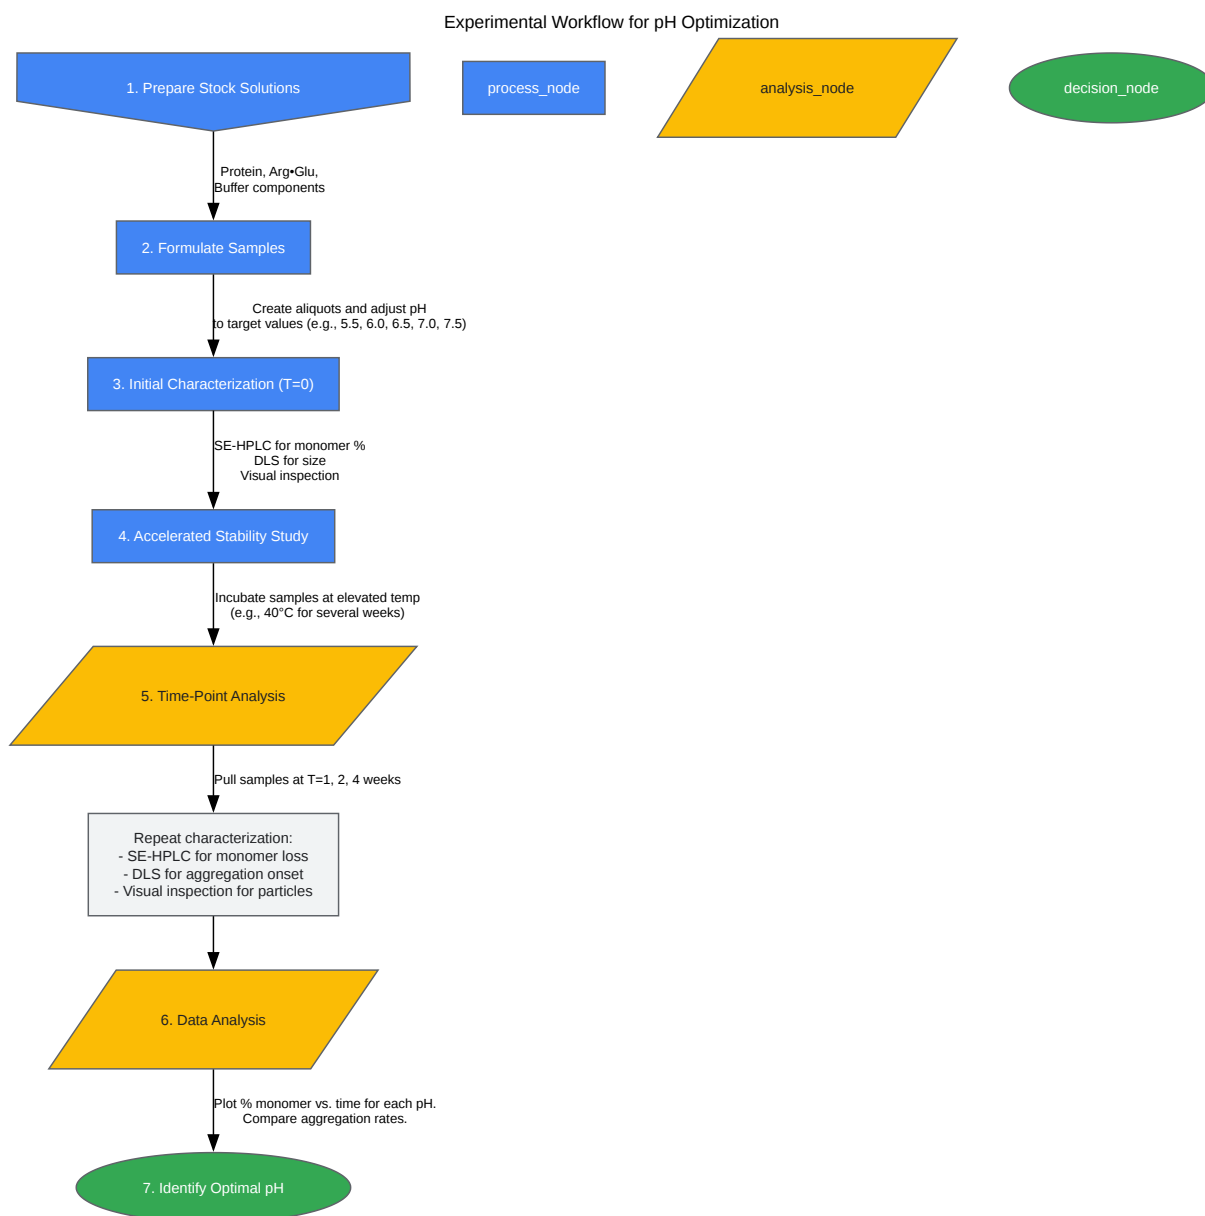 Experimental Workflow for pH Optimization
1. Prepare Stock Solutions
process_node
analysis_node
decision_node
Protein, Arg•Glu,
Buffer components
2. Formulate Samples
Create aliquots and adjust pH
to target values (e.g., 5.5, 6.0, 6.5, 7.0, 7.5)
3. Initial Characterization (T=0)
SE-HPLC for monomer %
DLS for size
Visual inspection
4. Accelerated Stability Study
Incubate samples at elevated temp
(e.g., 40°C for several weeks)
5. Time-Point Analysis
Pull samples at T=1, 2, 4 weeks
Repeat characterization:
- SE-HPLC for monomer loss
- DLS for aggregation onset
- Visual inspection for particles
6. Data Analysis
Plot % monomer vs. time for each pH.
Compare aggregation rates.
7. Identify Optimal pH